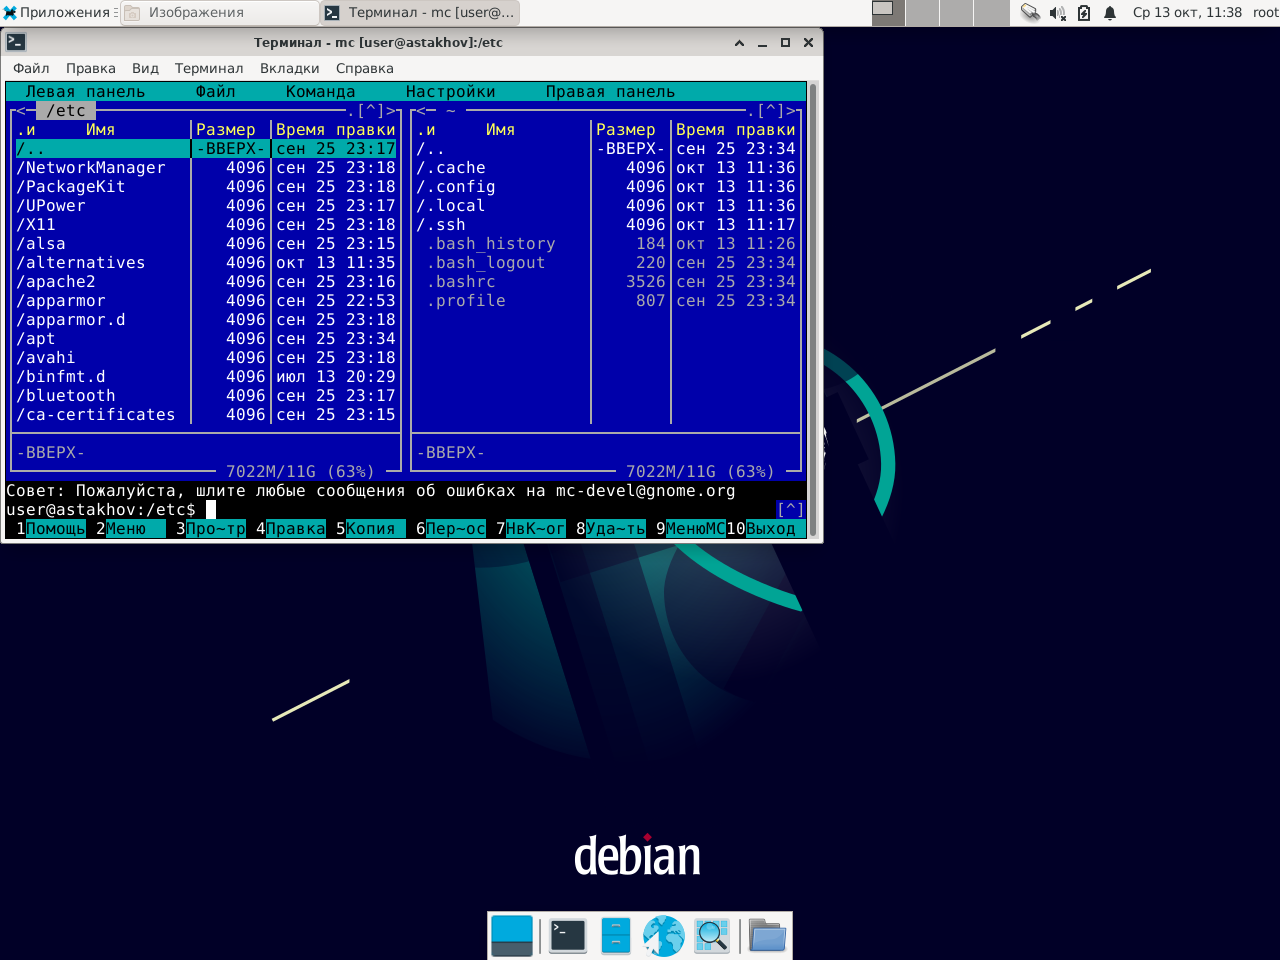 Приложения Изображения Терминал - mc [user@... Ср 13 окт, 11:38 root
Терминал - mc [user@astakhov]:/etc
Файл Правка Вид Терминал Вкладки Справка
Левая панель Файл Команда Настройки Правая панель
<─ /etc .[^]> <─ ~ .[^]>
.и Имя Размер Время правки .и Имя Размер Время правки
/.. -ВВЕРХ- сен 25 23:17 /.. -ВВЕРХ- сен 25 23:34
/NetworkManager 4096 сен 25 23:18 /.cache 4096 окт 13 11:36
/PackageKit 4096 сен 25 23:18 /.config 4096 окт 13 11:36
/UPower 4096 сен 25 23:17 /.local 4096 окт 13 11:36
/X11 4096 сен 25 23:18 /.ssh 4096 окт 13 11:17
/alsa 4096 сен 25 23:15 .bash_history 184 окт 13 11:26
/alternatives 4096 окт 13 11:35 .bash_logout 220 сен 25 23:34
/apache2 4096 сен 25 23:16 .bashrc 3526 сен 25 23:34
/apparmor 4096 сен 25 22:53 .profile 807 сен 25 23:34
/apparmor.d 4096 сен 25 23:18
/apt 4096 сен 25 23:34
/avahi 4096 сен 25 23:18
/binfmt.d 4096 июл 13 20:29
/bluetooth 4096 сен 25 23:17
/ca-certificates 4096 сен 25 23:15
-ВВЕРХ- -ВВЕРХ-
7022M/11G (63%) 7022M/11G (63%)
Совет: Пожалуйста, шлите любые сообщения об ошибках на mc-devel@gnome.org
user@astakhov:/etc$ [^]
1Помощь 2Меню 3Про~тр 4Правка 5Копия 6Пер~ос 7НвК~ог 8Уда~ть 9МенюМС 10Выход
debian